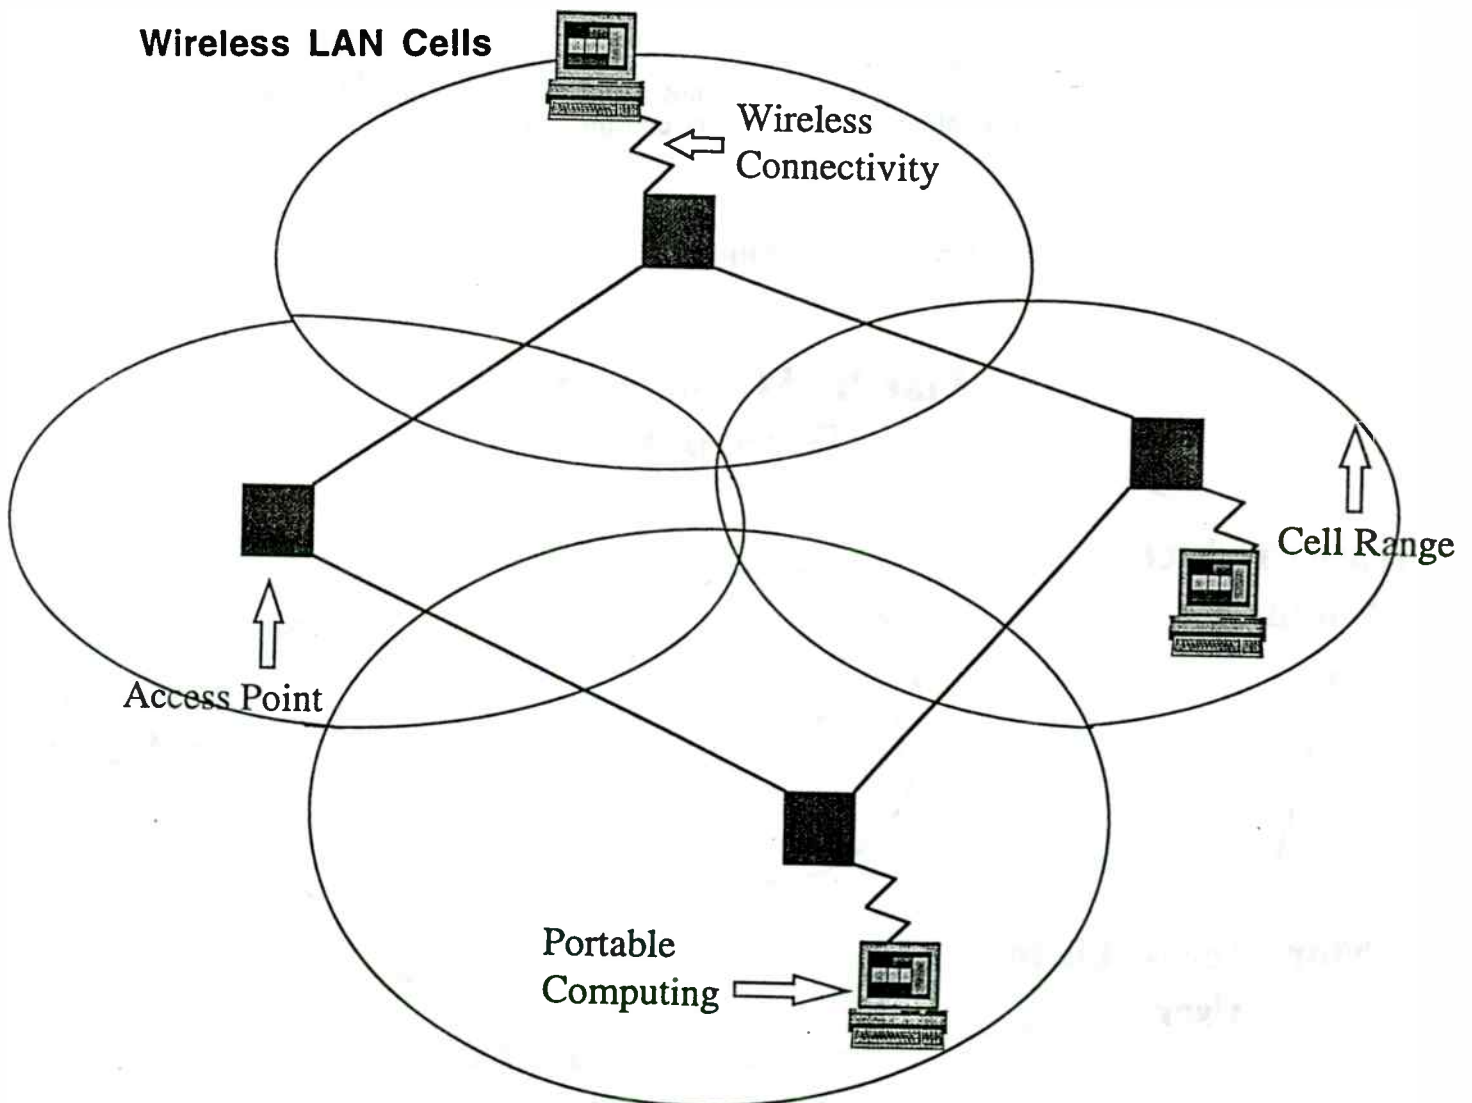 Wireless LAN Cells
Wireless
Connectivity
Cell Range
Access Point
Portable
Computing